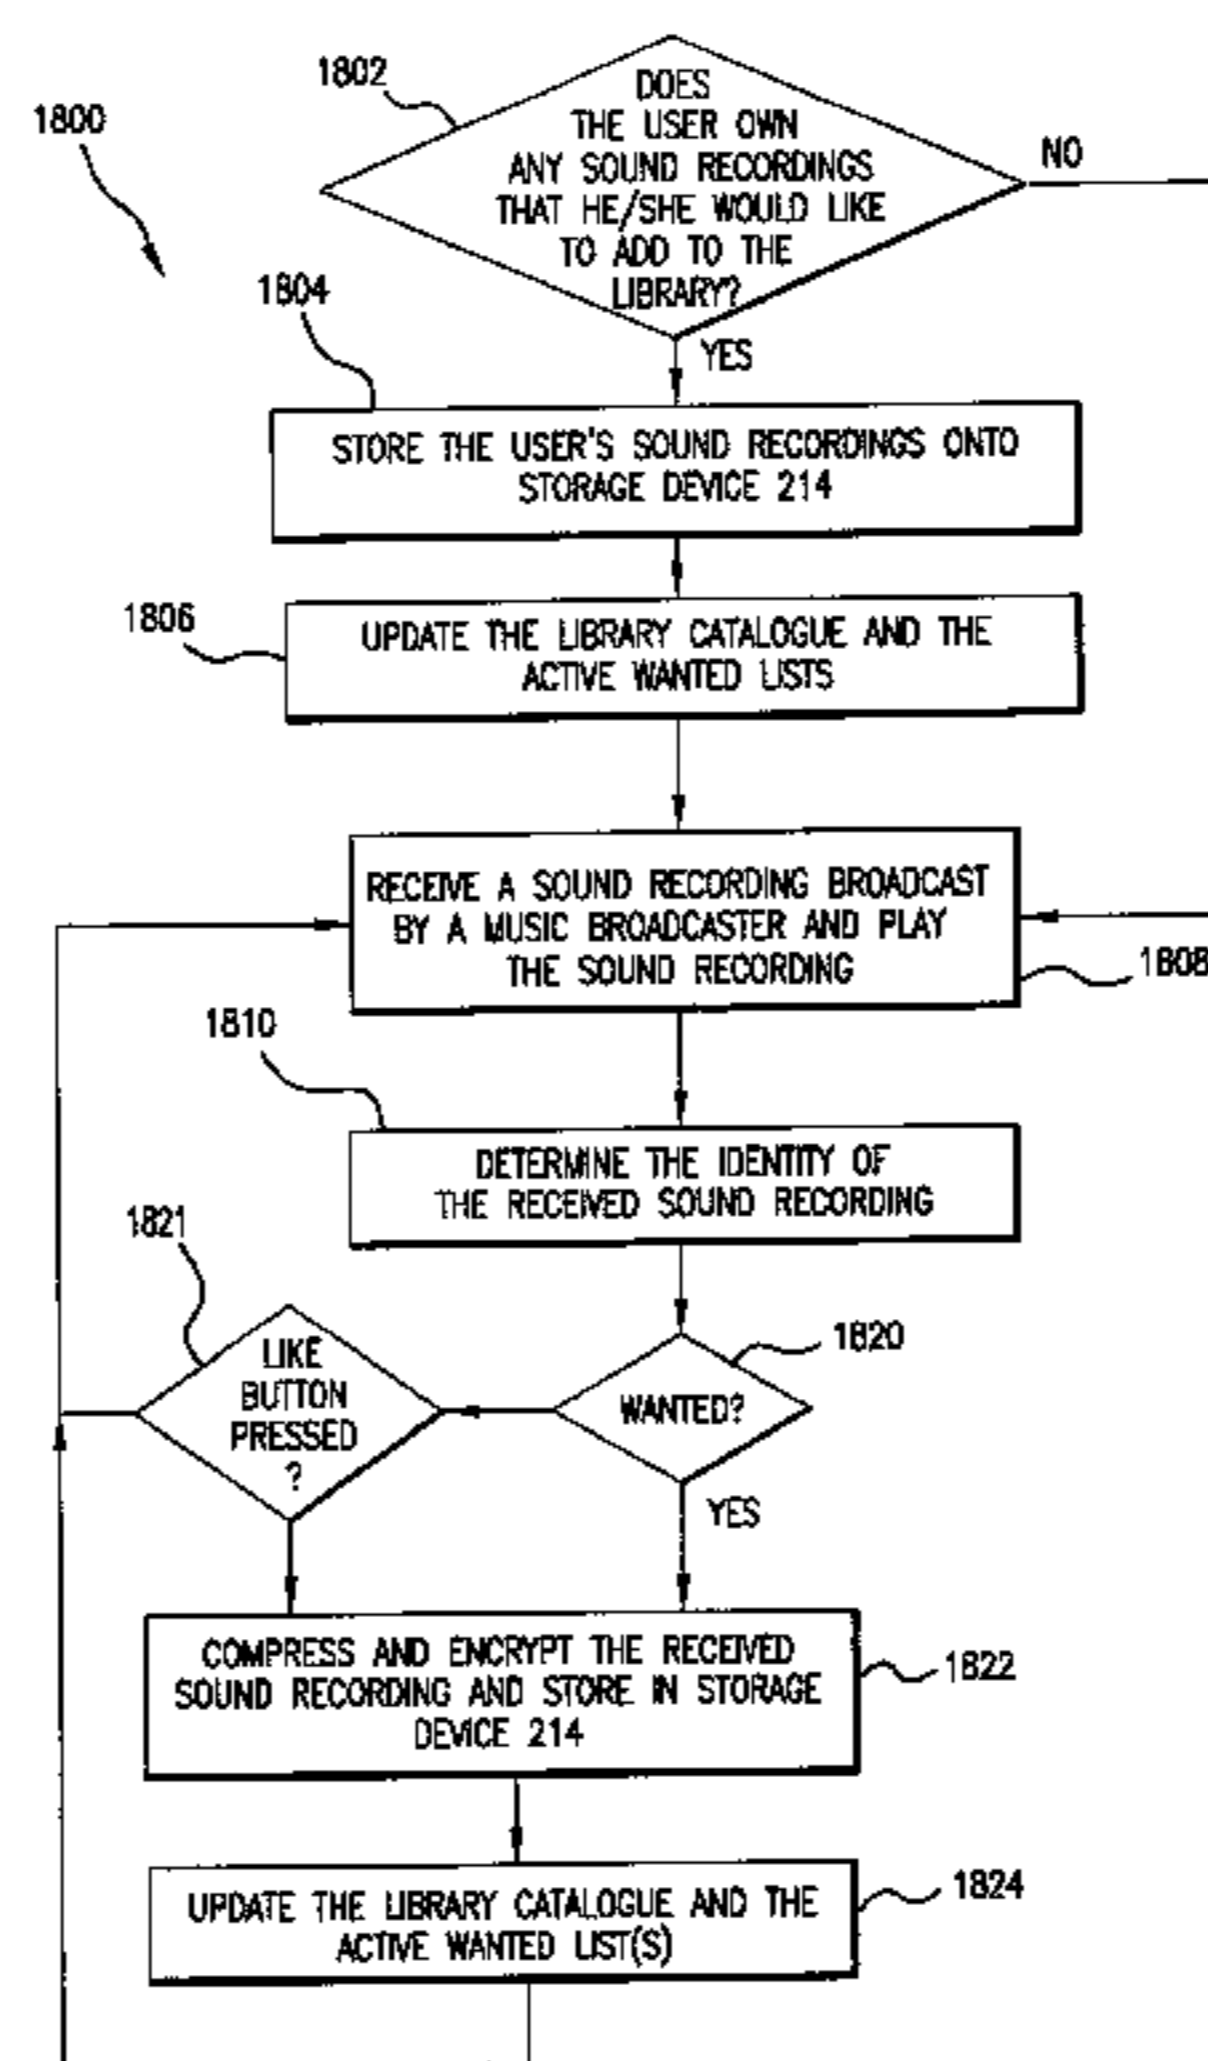 1800
1802
DOES
THE USER OWN
ANY SOUND RECORDINGS
THAT HE/SHE WOULD LIKE
TO ADD TO THE
LIBRARY?
NO
YES
1804
STORE THE USER'S SOUND RECORDINGS ONTO
STORAGE DEVICE 214
1806
UPDATE THE LIBRARY CATALOGUE AND THE
ACTIVE WANTED LISTS
RECEIVE A SOUND RECORDING BROADCAST
BY A MUSIC BROADCASTER AND PLAY
THE SOUND RECORDING
1808
1810
DETERMINE THE IDENTITY OF
THE RECEIVED SOUND RECORDING
1821
LIKE
BUTTON
PRESSED
?
1820
WANTED?
YES
COMPRESS AND ENCRYPT THE RECEIVED
SOUND RECORDING AND STORE IN STORAGE
DEVICE 214
1822
UPDATE THE LIBRARY CATALOGUE AND THE
ACTIVE WANTED LIST(S)
1824